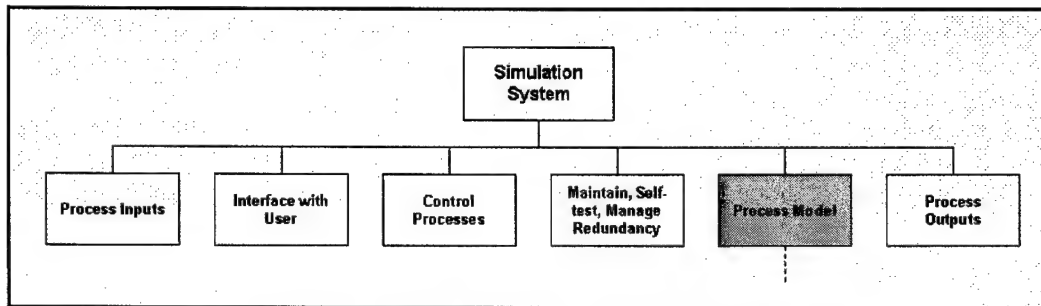 Simulation
System
Process Inputs
Interface with
User
Control
Processes
Maintain, Self-
test, Manage
Redundancy
Process Model
Process
Outputs